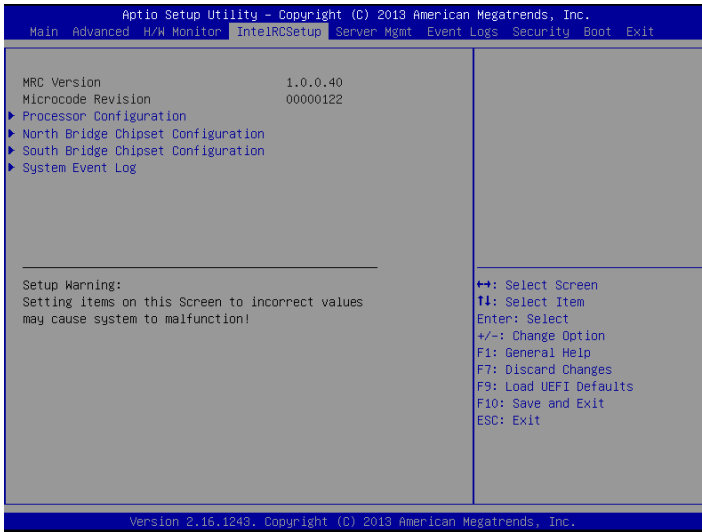 Aptio Setup Utility – Copyright (C) 2013 American Megatrends, Inc.
Main Advanced H/W Monitor IntelRCSetup Server Mgmt Event Logs Security Boot Exit
MRC Version 1.0.0.40
Microcode Revision 00000122
▶ Processor Configuration
▶ North Bridge Chipset Configuration
▶ South Bridge Chipset Configuration
▶ System Event Log
Setup Warning:
Setting items on this Screen to incorrect values
may cause system to malfunction!
↔: Select Screen
↑↓: Select Item
Enter: Select
+/-: Change Option
F1: General Help
F7: Discard Changes
F9: Load UEFI Defaults
F10: Save and Exit
ESC: Exit
Version 2.16.1243. Copyright (C) 2013 American Megatrends, Inc.